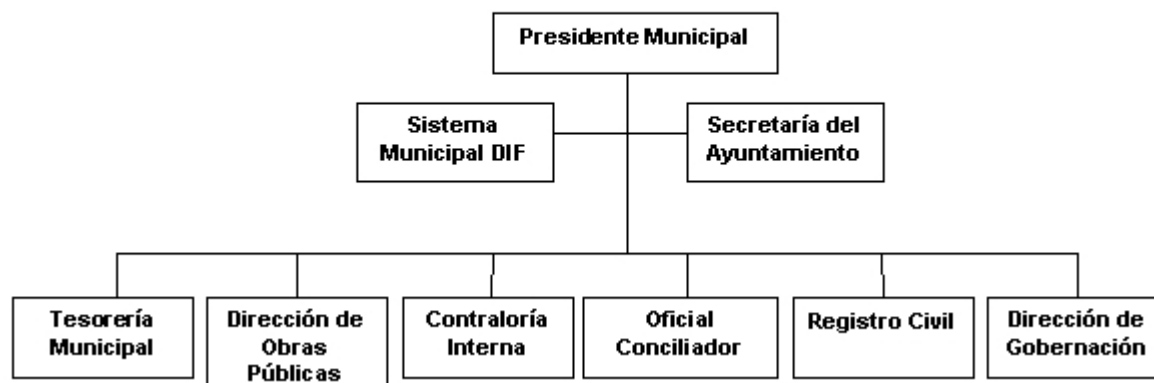 Presidente Municipal
Sistema
Municipal DIF
Secretaría del
Ayuntamiento
Tesorería
Municipal
Dirección de
Obras
Públicas
Contraloría
Interna
Oficial
Conciliador
Registro Civil
Dirección de
Gobernación